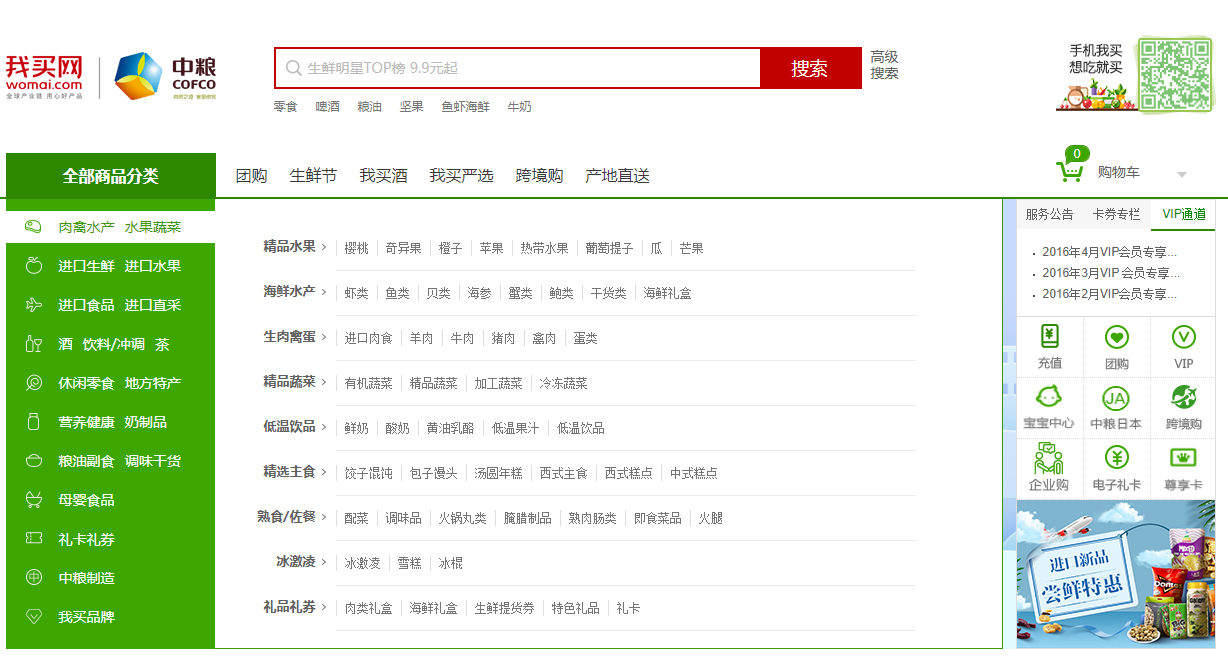 我买网
womai.com
全球产业链 用心好产品
中粮
COFCO
自然之源 重塑你我
生鲜明星TOP榜 9.9元起
搜索
高级
搜索
零食 啤酒 粮油 坚果 鱼虾海鲜 牛奶
手机我买
想吃就买
全部商品分类
团购 生鲜节 我买酒 我买严选 跨境购 产地直送
0
购物车
肉禽水产 水果蔬菜
进口生鲜 进口水果
进口食品 进口直采
酒 饮料/冲调 茶
休闲零食 地方特产
营养健康 奶制品
粮油副食 调味干货
母婴食品
礼卡礼券
中粮制造
我买品牌
精品水果 > 樱桃 奇异果 橙子 苹果 热带水果 葡萄提子 瓜 芒果
海鲜水产 > 虾类 鱼类 贝类 海参 蟹类 鲍类 干货类 海鲜礼盒
生肉禽蛋 > 进口肉食 羊肉 牛肉 猪肉 禽肉 蛋类
精品蔬菜 > 有机蔬菜 精品蔬菜 加工蔬菜 冷冻蔬菜
低温饮品 > 鲜奶 酸奶 黄油乳酪 低温果汁 低温饮品
精选主食 > 饺子馄饨 包子馒头 汤圆年糕 西式主食 西式糕点 中式糕点
熟食/佐餐 > 配菜 调味品 火锅丸类 腌腊制品 熟肉肠类 即食菜品 火腿
冰激凌 > 冰激凌 雪糕 冰棍
礼品礼券 > 肉类礼盒 海鲜礼盒 生鲜提货券 特色礼品 礼卡
服务公告 卡券专栏 VIP通道
2016年4月VIP会员专享...
2016年3月VIP 会员专享...
2016年2月VIP会员专享...
充值 团购 VIP
宝宝中心 中粮日本 跨境购
JA
企业购 电子礼卡 尊享卡
进口新品
尝鲜特惠
Doritos